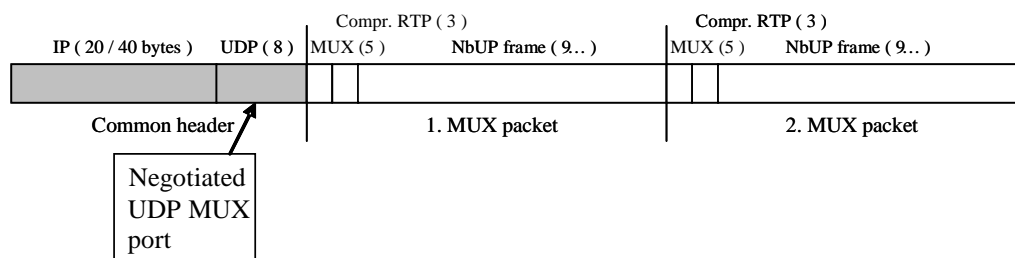 Compr. RTP ( 3 ) Compr. RTP ( 3 )
IP ( 20 / 40 bytes ) UDP ( 8 ) MUX (5) NbUP frame ( 9... ) MUX (5) NbUP frame ( 9... )
Common header 1. MUX packet 2. MUX packet
Negotiated
UDP MUX
port